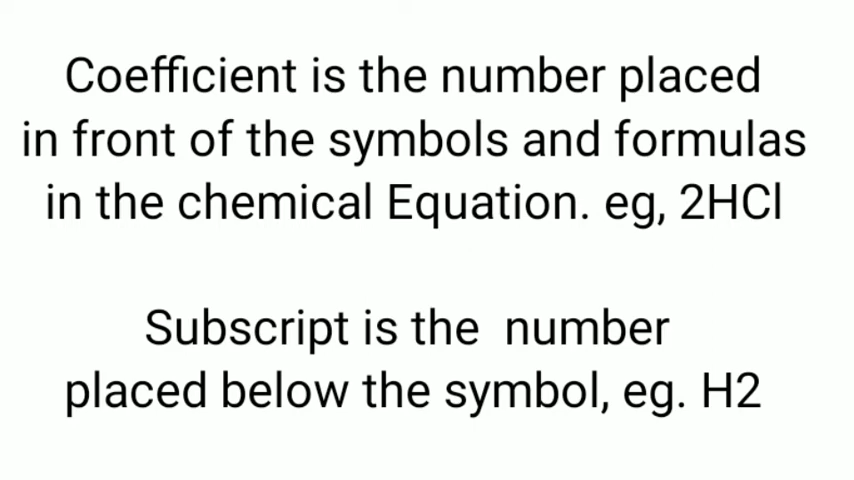 Coefficient is the number placed
in front of the symbols and formulas
in the chemical Equation. eg, 2HCl
Subscript is the  number
placed below the symbol, eg. H2